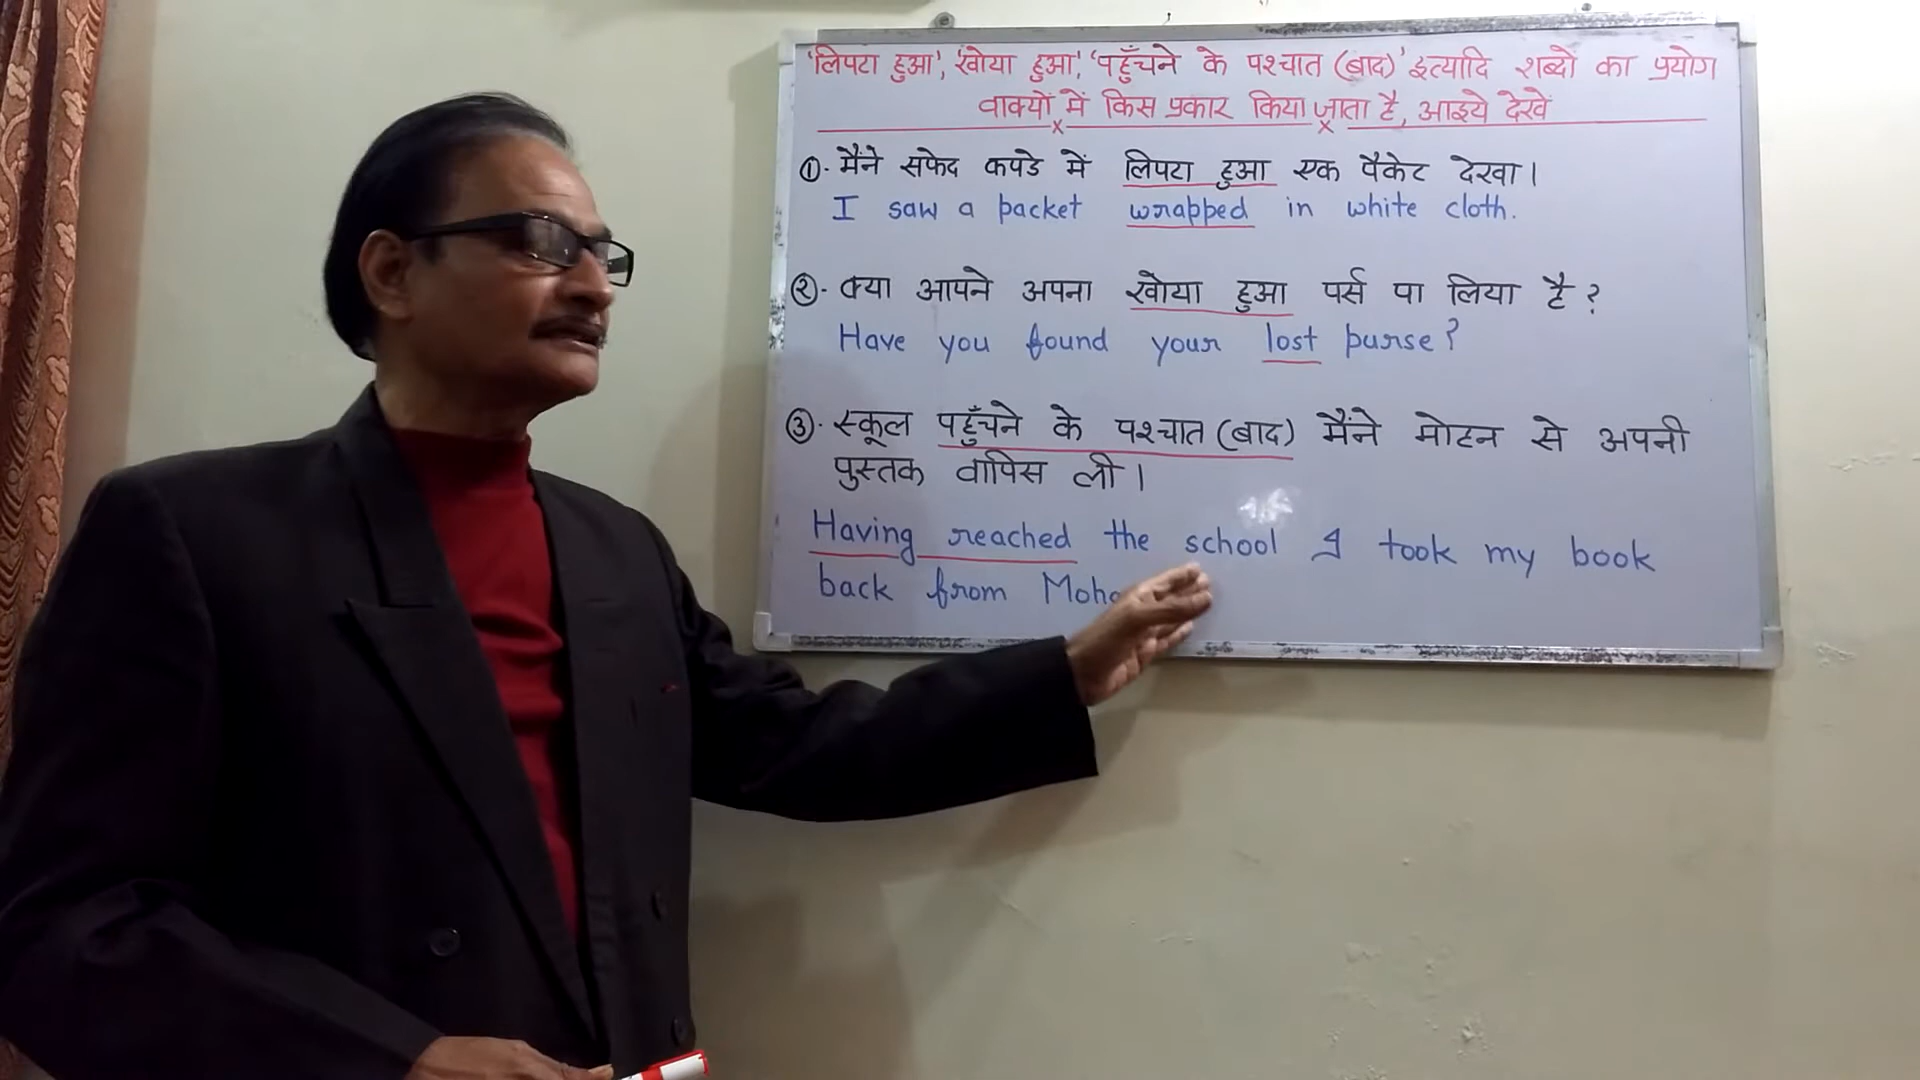 'लिपटा हुआ', 'खोया हुआ', 'पहुँचने के पश्चात (बाद)' इत्यादि शब्दों का प्रयोग
वाक्यों में किस प्रकार किया जाता है, आइये देखें
①. मैंने सफेद कपडे में लिपटा हुआ एक पैकेट देखा।
I saw a packet wrapped in white cloth.
②. क्या आपने अपना खोया हुआ पर्स पा लिया है?
Have you found your lost purse?
③. स्कूल पहुँचने के पश्चात (बाद) मैंने मोहन से अपनी
पुस्तक वापिस ली।
Having reached the school I took my book
back from